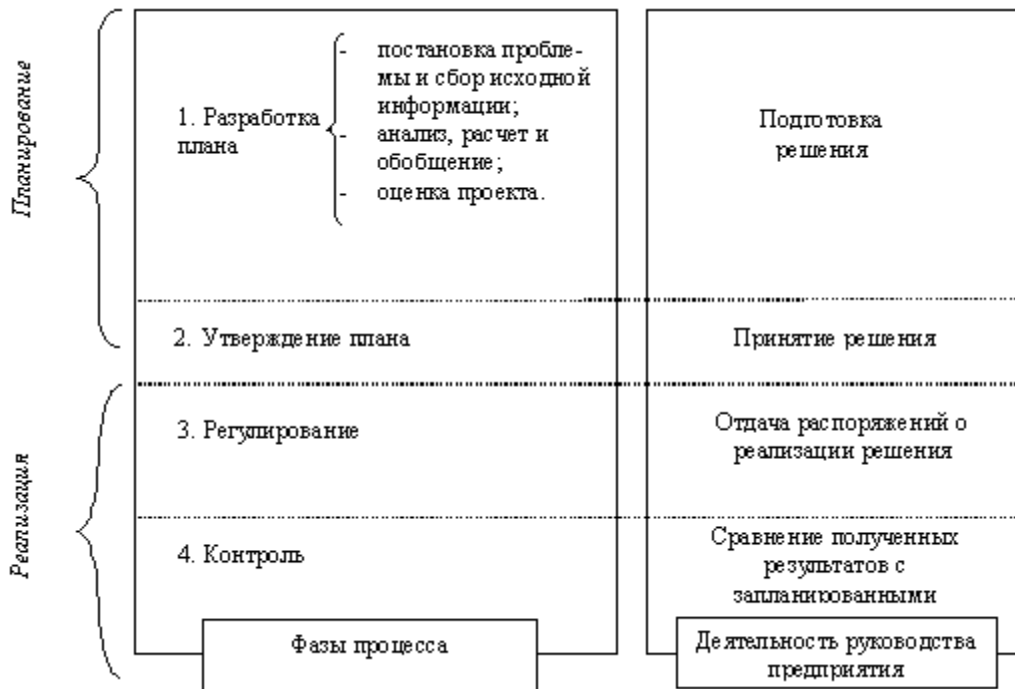 Планирование
1. Разработка
плана
- постановка пробле-
мы и сбор исходной
информации;
- анализ, расчет и
обобщение;
- оценка проекта.
Подготовка
решения
2. Утверждение плана
Принятие решения
Реализация
3. Регулирование
Отдача распоряжений о
реализации решения
4. Контроль
Сравнение полученных
результатов с
запланированными
Фазы процесса
Деятельность руководства
предприятия